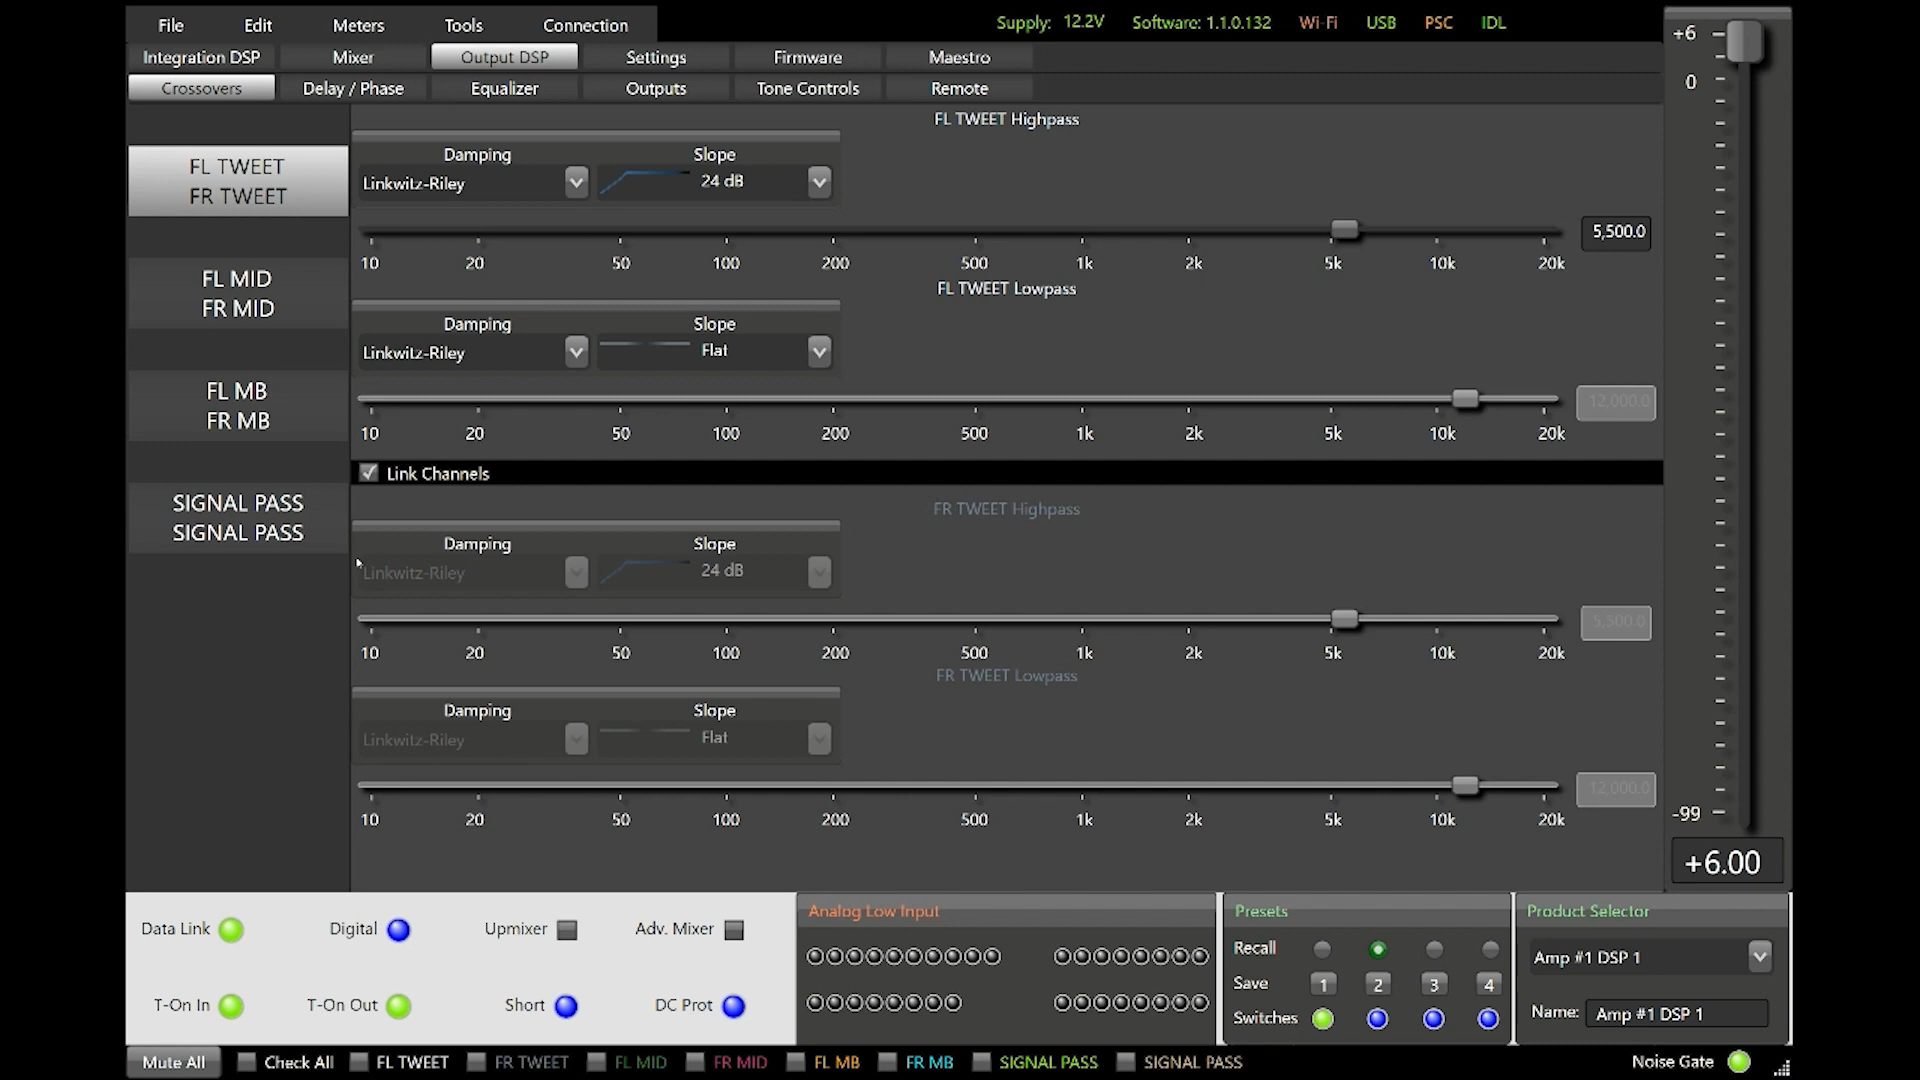 File Edit Meters Tools Connection Supply: 12.2V Software: 1.1.0.132 Wi-Fi USB PSC IDL
Integration DSP Mixer Output DSP Settings Firmware Maestro
Crossovers Delay / Phase Equalizer Outputs Tone Controls Remote
+6
0
-99
+6.00
FL TWEET
FR TWEET
FL MID
FR MID
FL MB
FR MB
SIGNAL PASS
SIGNAL PASS
FL TWEET Highpass
Damping Slope
Linkwitz-Riley 24 dB
5,500.0
10 20 50 100 200 500 1k 2k 5k 10k 20k
FL TWEET Lowpass
Damping Slope
Linkwitz-Riley Flat
12,000.0
10 20 50 100 200 500 1k 2k 5k 10k 20k
Link Channels
FR TWEET Highpass
Damping Slope
Linkwitz-Riley 24 dB
5,500.0
10 20 50 100 200 500 1k 2k 5k 10k 20k
FR TWEET Lowpass
Damping Slope
Linkwitz-Riley Flat
12,000.0
10 20 50 100 200 500 1k 2k 5k 10k 20k
Data Link Digital Upmixer Adv. Mixer
T-On In T-On Out Short DC Prot
Analog Low Input
Presets
Recall
Save 1 2 3 4
Switches
Product Selector
Amp #1 DSP 1
Name: Amp #1 DSP 1
Mute All Check All FL TWEET FR TWEET FL MID FR MID FL MB FR MB SIGNAL PASS SIGNAL PASS Noise Gate